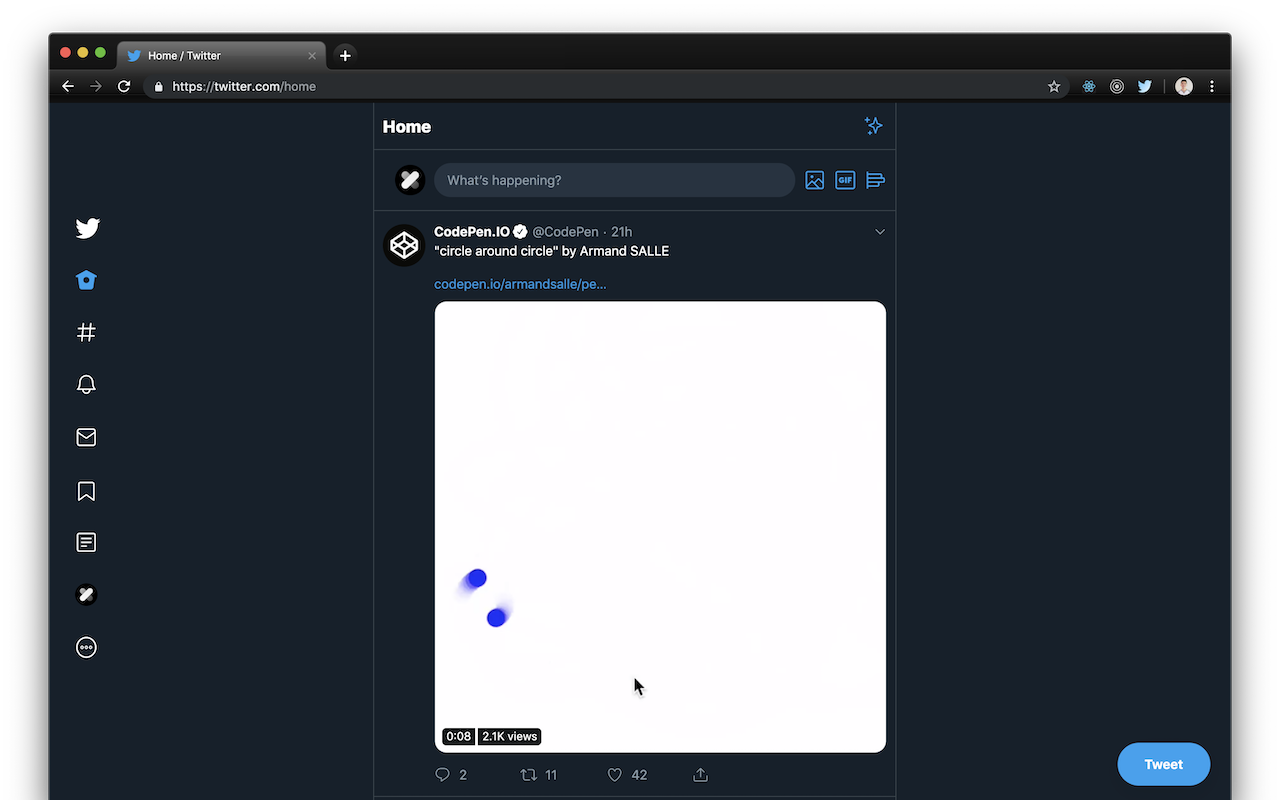 Home / Twitter
https://twitter.com/home
Home
What's happening?
GIF
CodePen.IO @CodePen · 21h
"circle around circle" by Armand SALLE
codepen.io/armandsalle/pe...
0:08 2.1K views
2 11 42
Tweet